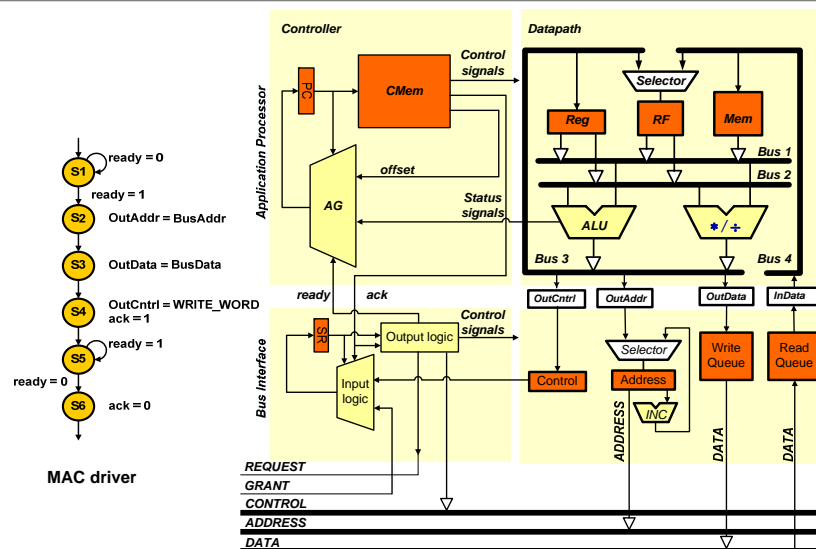 Controller
Datapath
Application Processor
PC
CMem
Control
signals
Selector
Reg
RF
Mem
Bus 1
Bus 2
offset
AG
Status
signals
ALU
* / ÷
Bus 3
Bus 4
ready
ack
OutCntrl
OutAddr
OutData
InData
Bus Interface
SR
Output logic
Control
signals
Input
logic
Control
Selector
Address
INC
Write
Queue
Read
Queue
ADDRESS
DATA
DATA
REQUEST
GRANT
CONTROL
ADDRESS
DATA
S1
ready = 0
ready = 1
S2
OutAddr = BusAddr
S3
OutData = BusData
S4
OutCntrl = WRITE_WORD
ack = 1
S5
ready = 1
ready = 0
S6
ack = 0
MAC driver